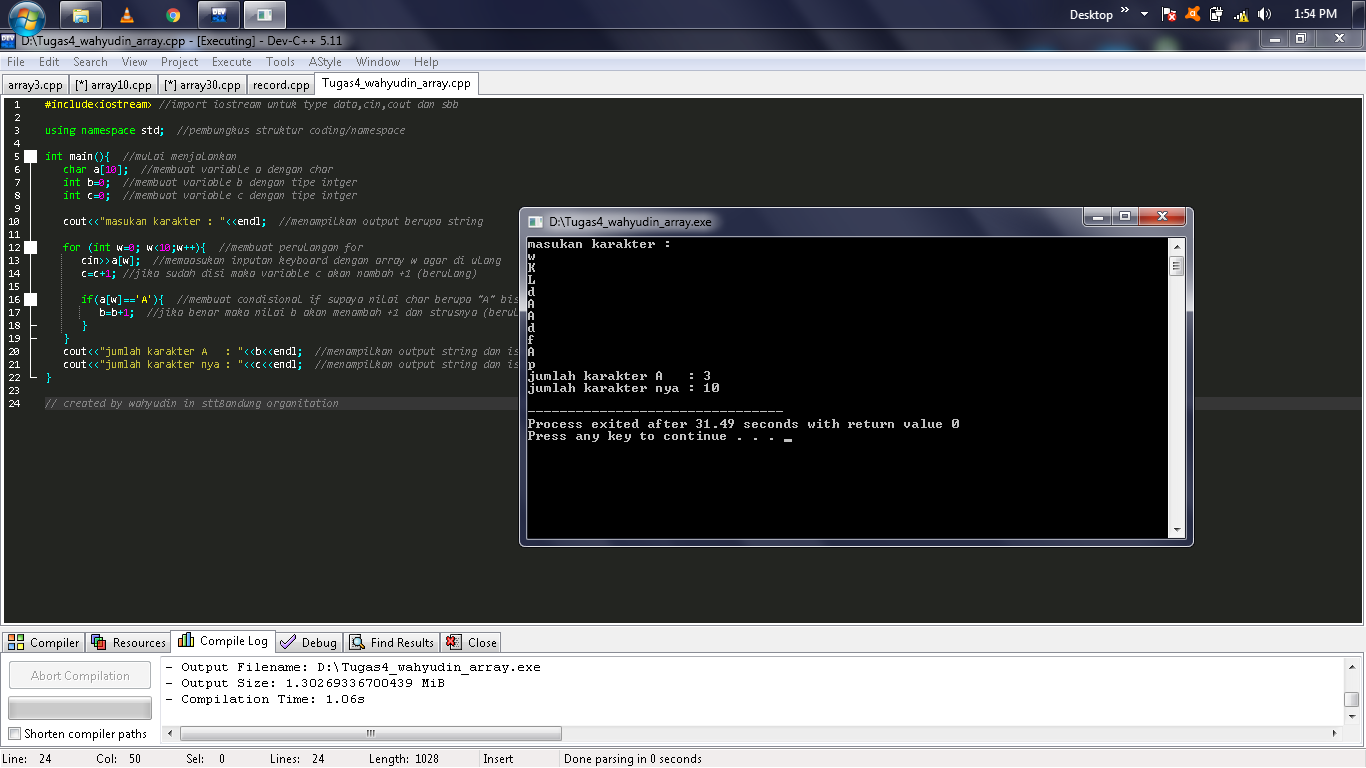 Desktop »
1:54 PM
D:\Tugas4_wahyudin_array.cpp - [Executing] - Dev-C++ 5.11
File Edit Search View Project Execute Tools AStyle Window Help
array3.cpp [*] array10.cpp [*] array30.cpp record.cpp Tugas4_wahyudin_array.cpp
1 #include<iostream> //import iostream untuk type data,cin,cout dan sbb
2
3 using namespace std; //pembungkus struktur coding/namespace
4
5 int main(){ //mulai menjalankan
6 char a[10]; //membuat variable a dengan char
7 int b=0; //membuat variable b dengan tipe intger
8 int c=0; //membuat variable c dengan tipe intger
9
10 cout<<"masukan karakter : "<<endl; //menampilkan output berupa string
11
12 for (int w=0; w<10;w++){ //membuat perulangan for
13 cin>>a[w]; //memaasukan inputan keyboard dengan array w agar di ulang
14 c=c+1; //jika sudah disi maka variable c akan nambah +1 (berulang)
15
16 if(a[w]=='A'){ //membuat condisional if supaya nilai char berupa "A" bis
17 b=b+1; //jika benar maka nilai b akan menambah +1 dan strusnya (berul
18 }
19 }
20 cout<<"jumlah karakter A   : "<<b<<endl; //menampilkan output string dan is
21 cout<<"jumlah karakter nya : "<<c<<endl; //menampilkan output string dan is
22 }
23
24 // created by wahyudin in sttBandung organitation
D:\Tugas4_wahyudin_array.exe
masukan karakter :
w
K
L
d
A
A
d
f
A
p
jumlah karakter A   : 3
jumlah karakter nya : 10
--------------------------------
Process exited after 31.49 seconds with return value 0
Press any key to continue . . . _
Compiler Resources Compile Log Debug Find Results Close
Abort Compilation
Shorten compiler paths
- Output Filename: D:\Tugas4_wahyudin_array.exe
- Output Size: 1.30269336700439 MiB
- Compilation Time: 1.06s
Line: 24 Col: 50 Sel: 0 Lines: 24 Length: 1028 Insert Done parsing in 0 seconds